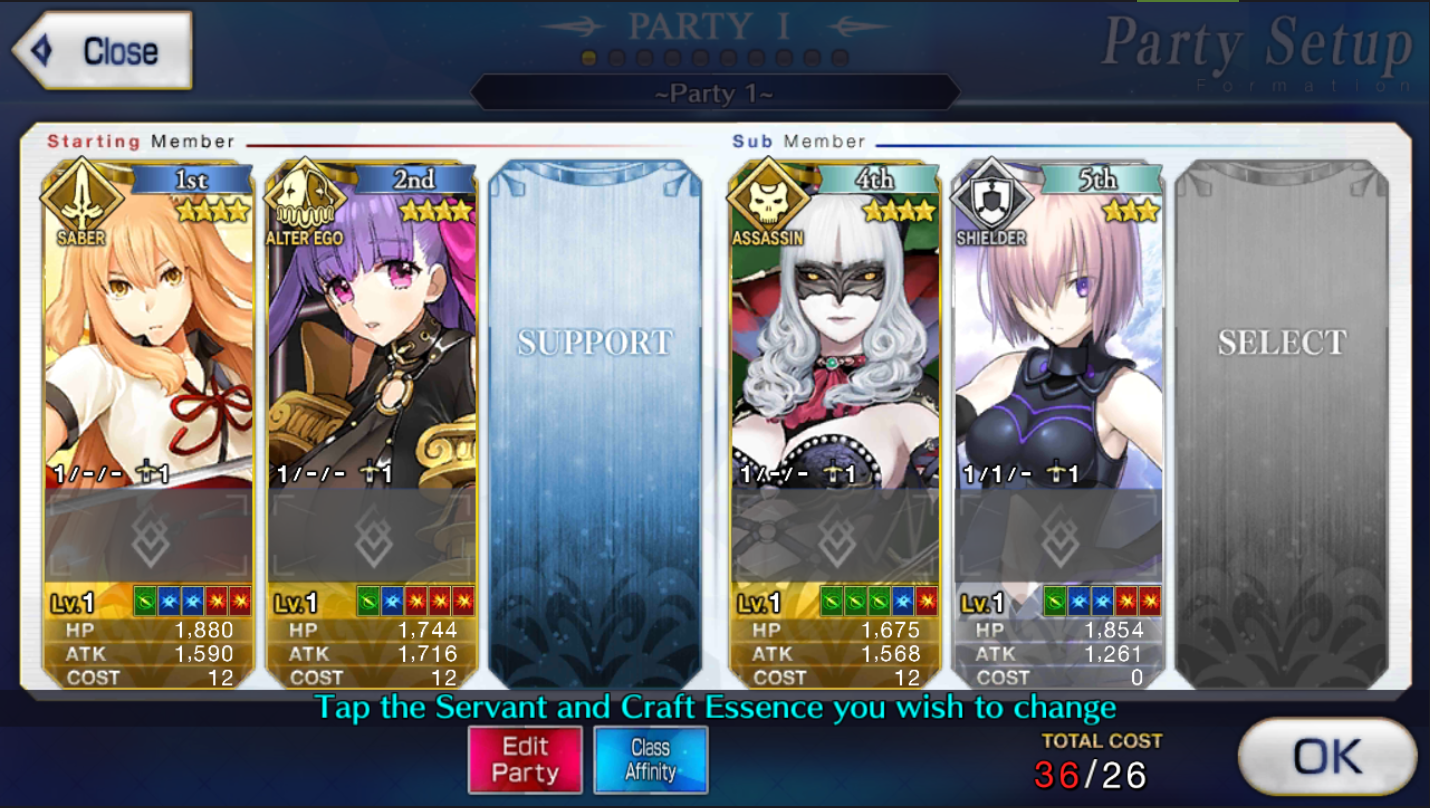 Close
PARTY I
~Party 1~
Party Setup
Formation
Starting Member
Sub Member
1st
SABER
1/-/- 1
Lv.1
HP 1,880
ATK 1,590
COST 12
2nd
ALTER EGO
1/-/- 1
Lv.1
HP 1,744
ATK 1,716
COST 12
SUPPORT
4th
ASSASSIN
1/-/- 1
Lv.1
HP 1,675
ATK 1,568
COST 12
5th
SHIELDER
1/1/- 1
Lv.1
HP 1,854
ATK 1,261
COST 0
SELECT
Tap the Servant and Craft Essence you wish to change
Edit
Party
Class
Affinity
TOTAL COST
36/26
OK